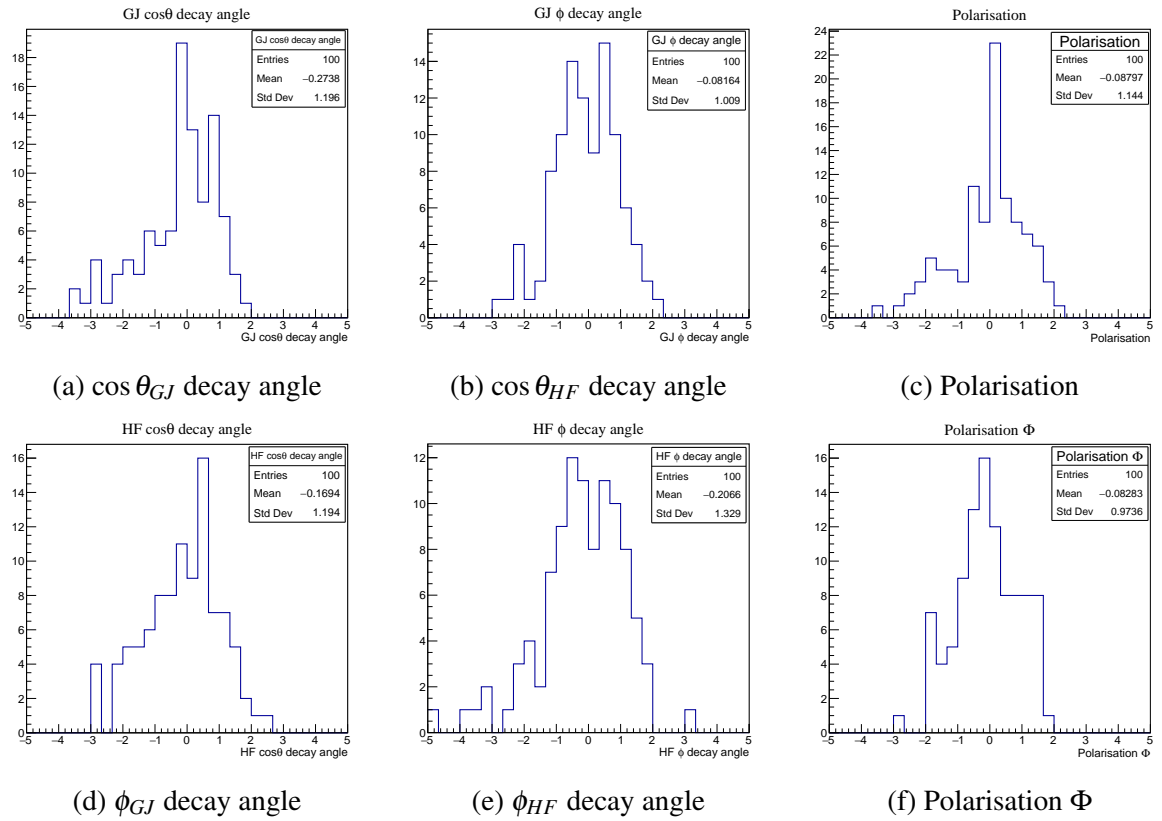 GJ cosθ decay angle
GJ cosθ decay angle
Entries 100
Mean −0.2738
Std Dev 1.196
18
16
14
12
10
8
6
4
2
0
−5 −4 −3 −2 −1 0 1 2 3 4 5
GJ cosθ decay angle
(a) cos θGJ decay angle
GJ ϕ decay angle
GJ ϕ decay angle
Entries 100
Mean −0.08164
Std Dev 1.009
14
12
10
8
6
4
2
0
−5 −4 −3 −2 −1 0 1 2 3 4 5
GJ ϕ decay angle
(b) cos θHF decay angle
Polarisation
Polarisation
Entries 100
Mean −0.08797
Std Dev 1.144
24
22
20
18
16
14
12
10
8
6
4
2
0
−5 −4 −3 −2 −1 0 1 2 3 4 5
Polarisation
(c) Polarisation
HF cosθ decay angle
HF cosθ decay angle
Entries 100
Mean −0.1694
Std Dev 1.194
16
14
12
10
8
6
4
2
0
−5 −4 −3 −2 −1 0 1 2 3 4 5
HF cosθ decay angle
(d) ϕGJ decay angle
HF ϕ decay angle
HF ϕ decay angle
Entries 100
Mean −0.2066
Std Dev 1.329
12
10
8
6
4
2
0
−5 −4 −3 −2 −1 0 1 2 3 4 5
HF ϕ decay angle
(e) ϕHF decay angle
Polarisation Φ
Polarisation Φ
Entries 100
Mean −0.08283
Std Dev 0.9736
16
14
12
10
8
6
4
2
0
−5 −4 −3 −2 −1 0 1 2 3 4 5
Polarisation Φ
(f) Polarisation Φ